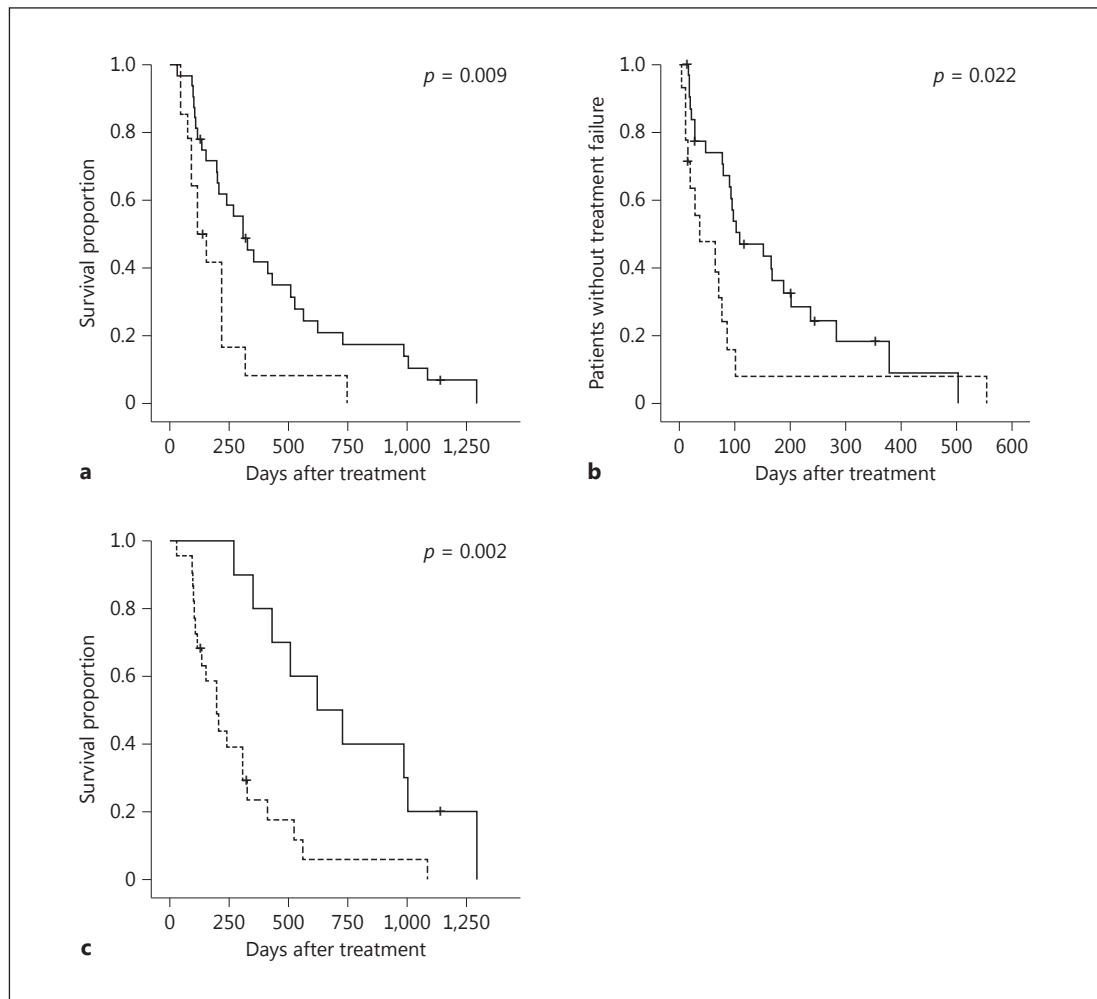 p = 0.009
1.0
0.8
0.6
0.4
0.2
0
Survival proportion
0 250 500 750 1,000 1,250
Days after treatment
a
p = 0.022
1.0
0.8
0.6
0.4
0.2
0
Patients without treatment failure
0 100 200 300 400 500 600
Days after treatment
b
p = 0.002
1.0
0.8
0.6
0.4
0.2
0
Survival proportion
0 250 500 750 1,000 1,250
Days after treatment
c